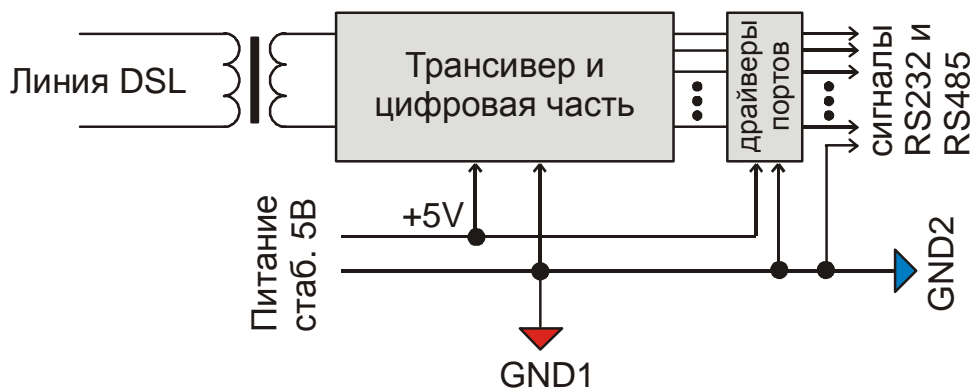 Линия DSL
Трансивер и
цифровая часть
драйверы
портов
сигналы
RS232 и
RS485
Питание
стаб. 5В
+5V
GND1
GND2